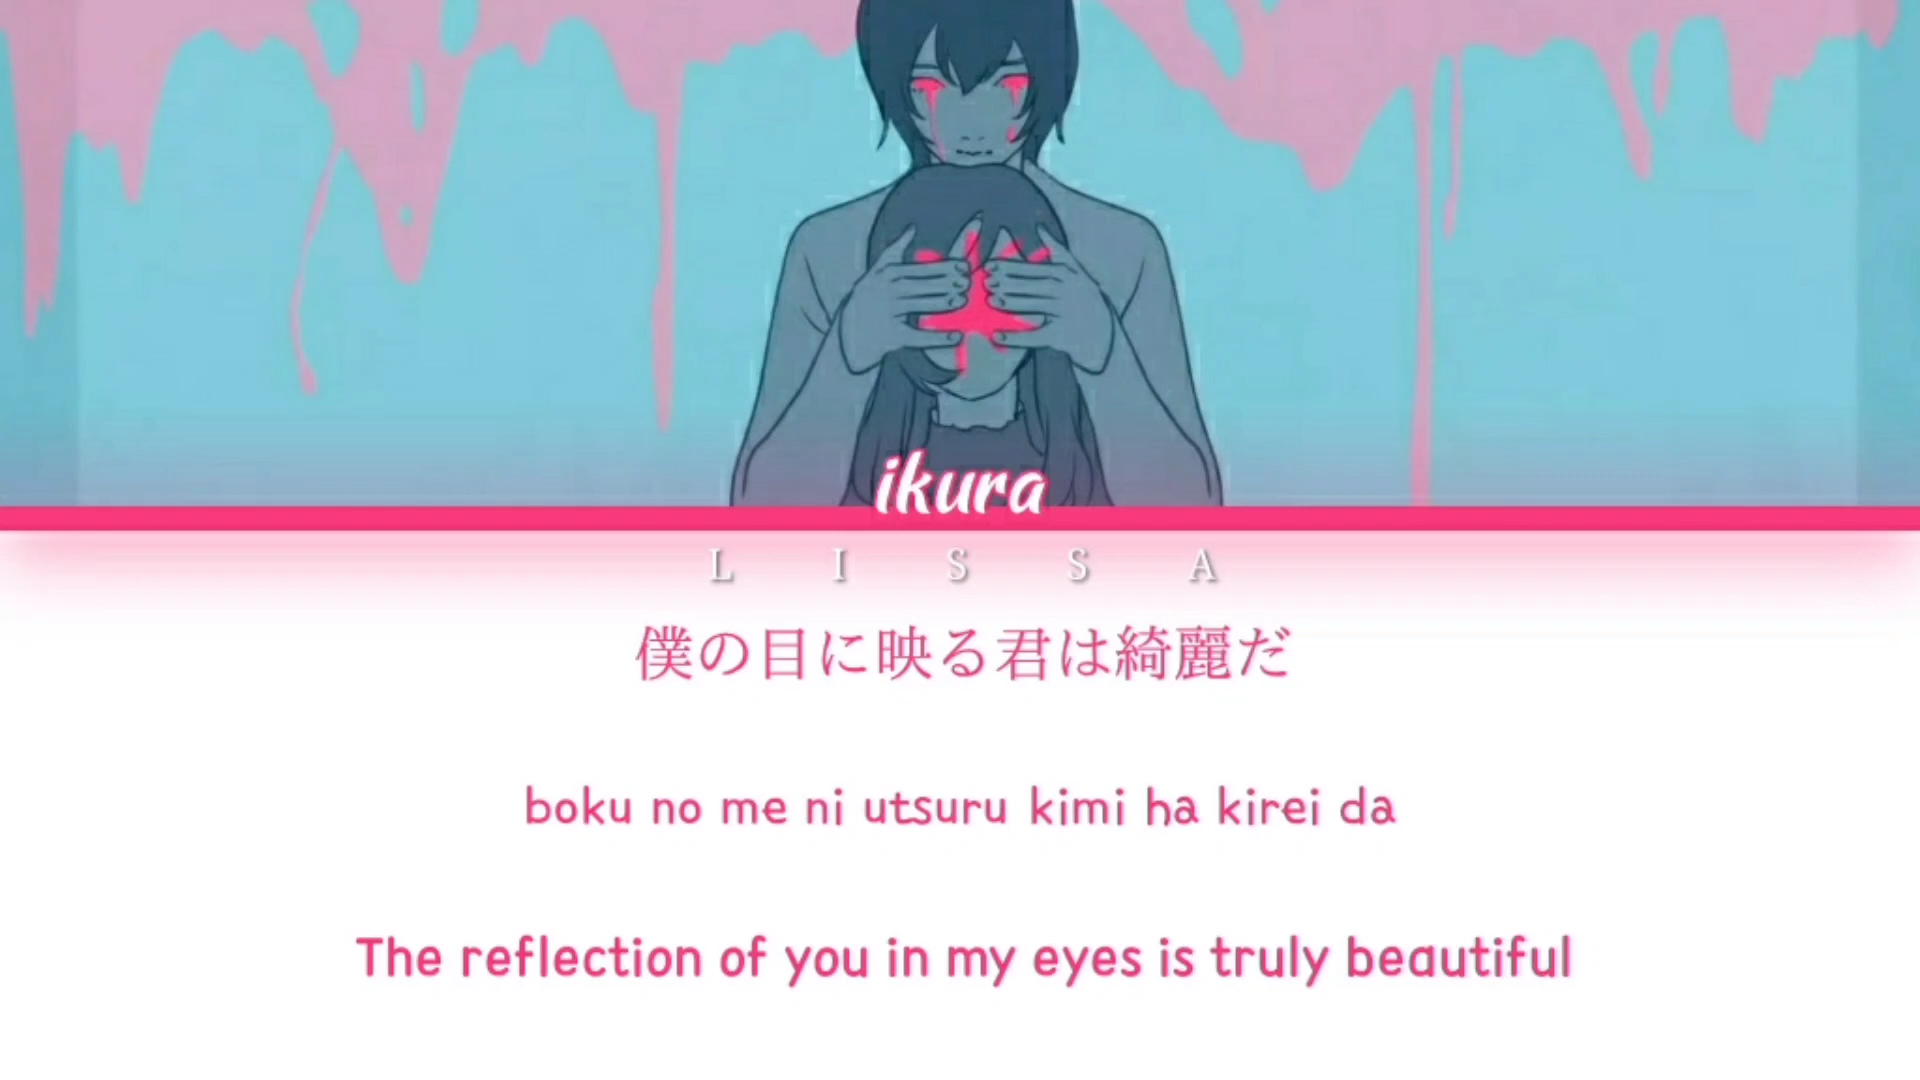 ikura
L I S S A
僕の目に映る君は綺麗だ
boku no me ni utsuru kimi ha kirei da
The reflection of you in my eyes is truly beautiful